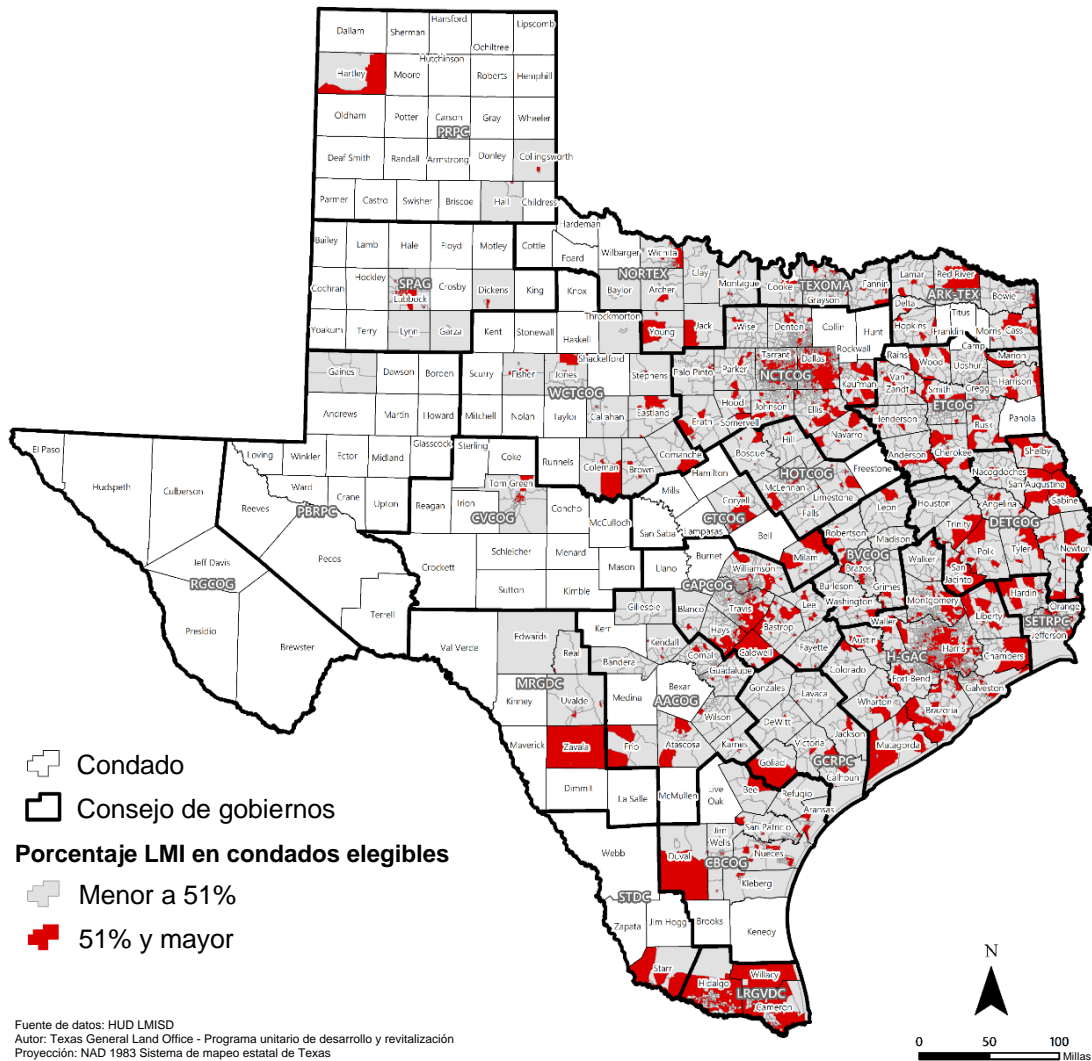 Dallam Sherman Hansford Lipscomb
Ochiltree
Hutchinson
Hartley Moore Roberts Hemphill
Oldham Potter Carson Gray Wheeler
PRPC
Deaf Smith Randall Armstrong Donley Collingsworth
Parmer Castro Swisher Briscoe Hall Childress
Hardeman
Bailey Lamb Hale Floyd Motley Cottle Foard Wilbarger Wichita Clay
NORTEX
Cochran Hockley SPAG Lubbock Crosby Dickens King Knox Baylor Archer Montague Cooke TEXOMA Grayson Fannin Lamar Red River Bowie
ARK-TEX
Delta Titus Hopkins Franklin Morris Cass
Throckmorton
Yoakum Terry Lynn Garza Kent Stonewall Haskell Young Jack Wise Denton Collin Hunt Rockwall Camp
Gaines Dawson Borden Scurry Fisher Jones Shackelford Stephens Palo Pinto Parker Tarrant Dallas NCTCOG Kaufman Rains Wood Upshur Marion
WCTCOG
Van Zandt Smith Gregg Harrison
ETCOG
Andrews Martin Howard Mitchell Nolan Taylor Callahan Eastland Erath Hood Somervell Johnson Ellis Navarro Henderson Rusk Panola
El Paso Loving Winkler Ector Midland Glasscock Sterling Coke Runnels Coleman Brown Comanche Hamilton Bosque Hill Freestone Anderson Cherokee Shelby
Hudspeth Culberson Reeves Ward Crane Upton Reagan Irion Tom Green Concho McCulloch Mills HOTCOG McLennan Limestone Falls Leon Nacogdoches San Augustine Sabine
PBRPC CVCOG
San Saba Lampasas CTCOG Coryell Bell Houston Angelina Trinity DETCOG
Jeff Davis Pecos Crockett Schleicher Menard Mason Llano Burnet Williamson Milam Robertson BVCOG Brazos Madison Walker Polk Tyler Newton
RGCOG
CAPCOG
San Jacinto
Presidio Brewster Terrell Sutton Kimble Gillespie Blanco Travis Hays Bastrop Lee Burleson Washington Grimes Montgomery Liberty Hardin Orange SETRPG Jefferson
Val Verde Edwards Real Kerr Bandera Kendall Comal Caldwell Fayette Austin Waller H-GAC Harris Chambers
MRGDC
Kinney Uvalde Medina Bexar AACOG Guadalupe Gonzales Lavaca Colorado Fort Bend Galveston
Wilson DeWitt Wharton Brazoria
Maverick Zavala Frio Atascosa Karnes Victoria Jackson Matagorda
GCRPC
Goliad Calhoun
Dimmit La Salle McMullen Live Oak Bee Refugio Aransas
Jim Wells San Patricio
Webb Duval CBCOG Nueces
Kleberg
STDC
Zapata Jim Hogg Brooks Kenedy
Starr Hidalgo Willacy
LRGVDC
Cameron
Condado
Consejo de gobiernos
Porcentaje LMI en condados elegibles
Menor a 51%
51% y mayor
Fuente de datos: HUD LMISD
Autor: Texas General Land Office - Programa unitario de desarrollo y revitalización
Proyección: NAD 1983 Sistema de mapeo estatal de Texas
N
0 50 100
Millas